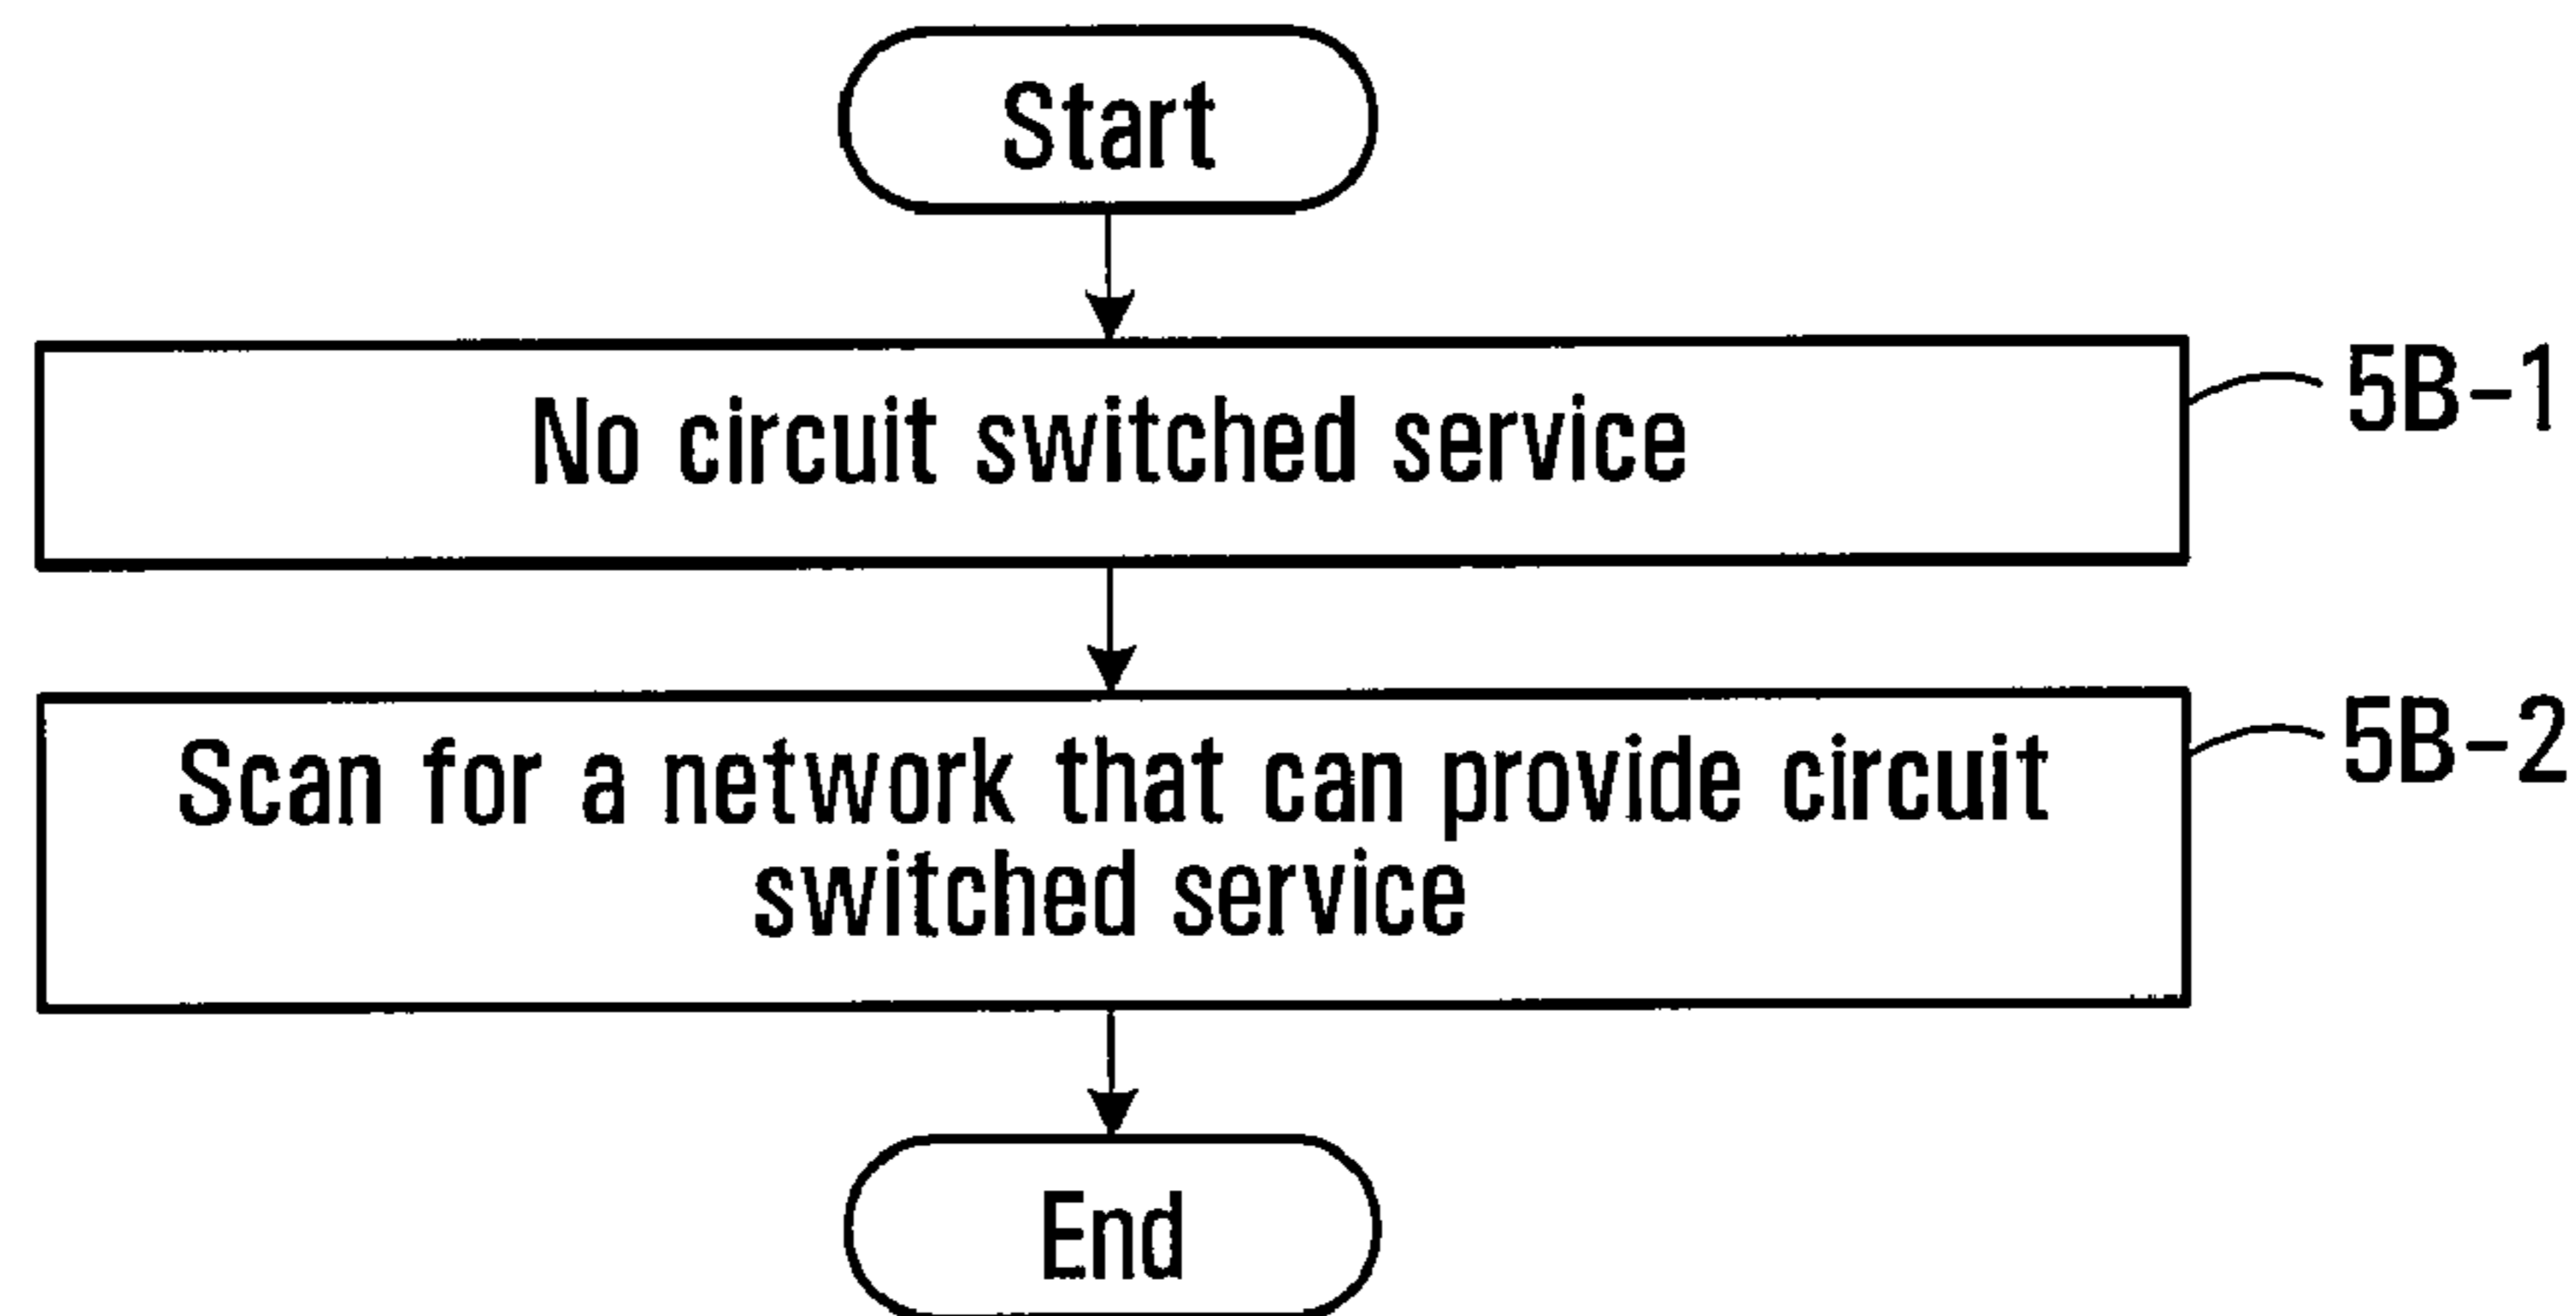 Start
No circuit switched service
5B-1
Scan for a network that can provide circuit
switched service
5B-2
End